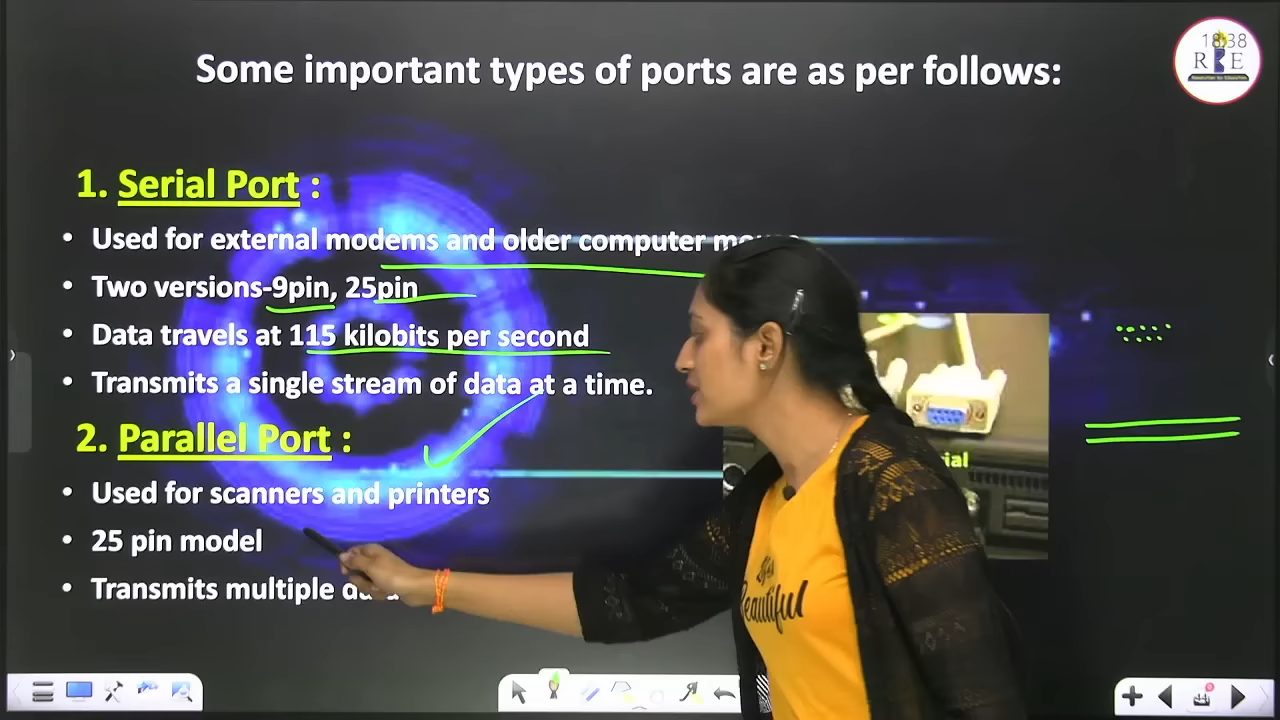 18:38
R E
Some important types of ports are as per follows:
1. Serial Port :
• Used for external modems and older computer
• Two versions-9pin, 25pin
• Data travels at 115 kilobits per second
• Transmits a single stream of data at a time.
2. Parallel Port :
• Used for scanners and printers
• 25 pin model
• Transmits multiple
Beautiful